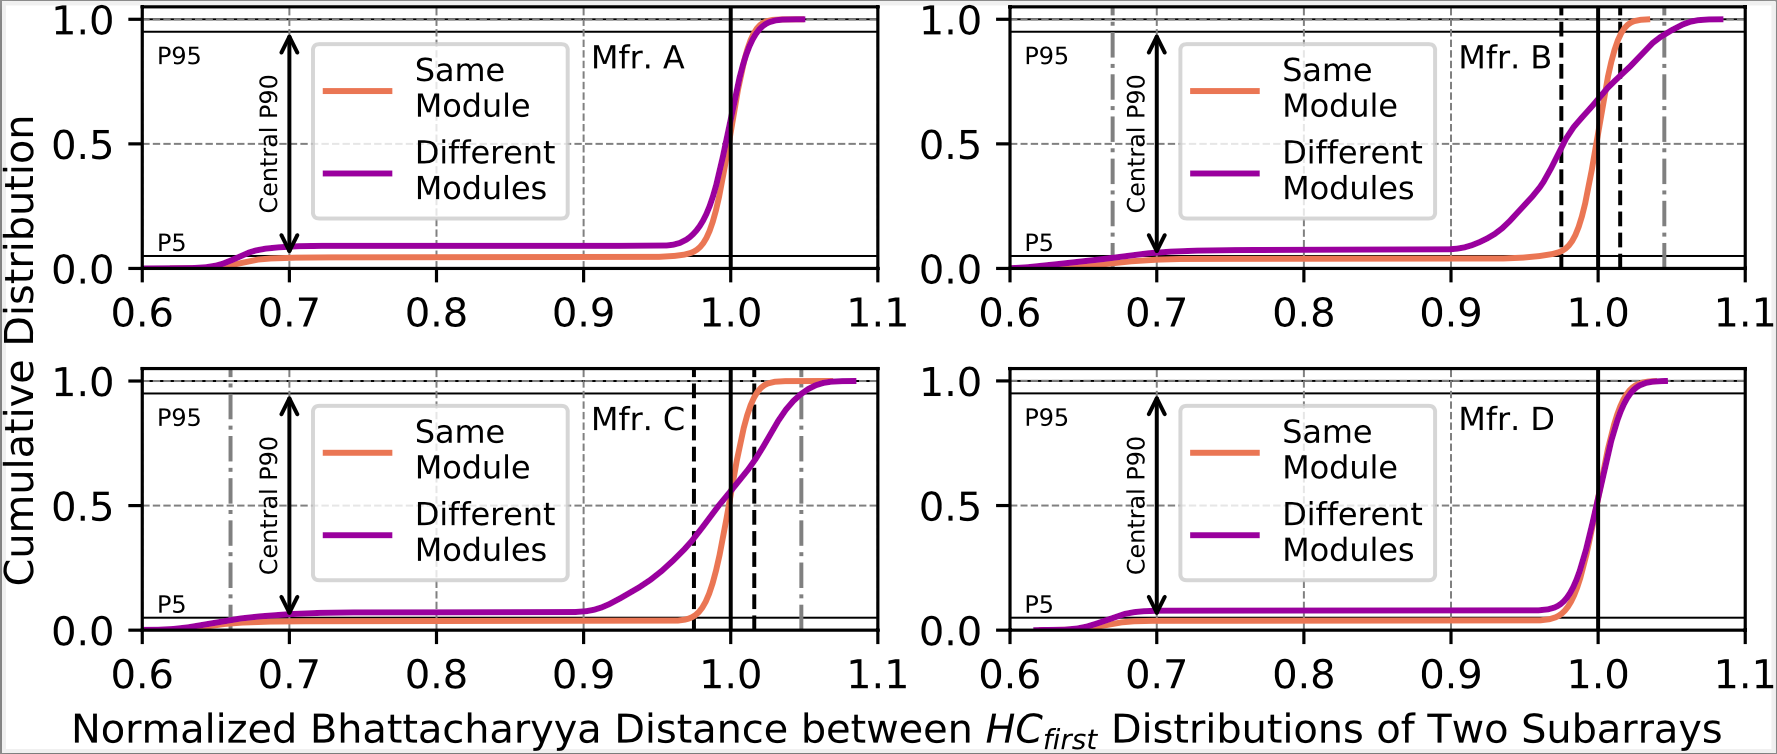 Cumulative Distribution
1.0
0.5
0.0
P95
P5
Central P90
Same
Module
Different
Modules
Mfr. A
0.6 0.7 0.8 0.9 1.0 1.1
1.0
0.5
0.0
P95
P5
Central P90
Same
Module
Different
Modules
Mfr. B
0.6 0.7 0.8 0.9 1.0 1.1
1.0
0.5
0.0
P95
P5
Central P90
Same
Module
Different
Modules
Mfr. C
0.6 0.7 0.8 0.9 1.0 1.1
1.0
0.5
0.0
P95
P5
Central P90
Same
Module
Different
Modules
Mfr. D
0.6 0.7 0.8 0.9 1.0 1.1
Normalized Bhattacharyya Distance between HCfirst Distributions of Two Subarrays